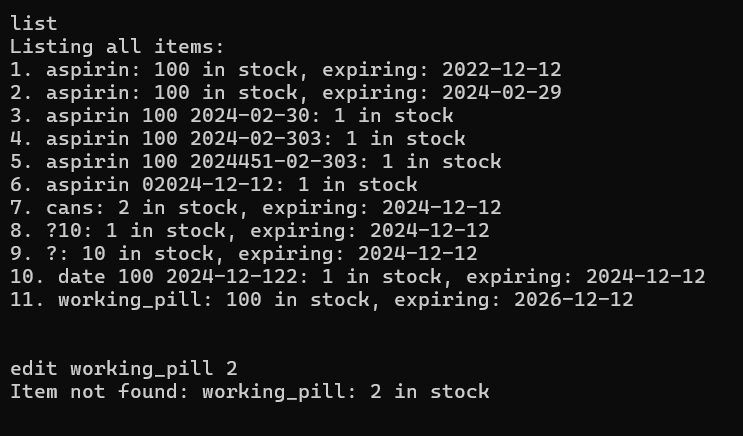 list
Listing all items:
1. aspirin: 100 in stock, expiring: 2022-12-12
2. aspirin: 100 in stock, expiring: 2024-02-29
3. aspirin 100 2024-02-30: 1 in stock
4. aspirin 100 2024-02-303: 1 in stock
5. aspirin 100 2024451-02-303: 1 in stock
6. aspirin 02024-12-12: 1 in stock
7. cans: 2 in stock, expiring: 2024-12-12
8. ?10: 1 in stock, expiring: 2024-12-12
9. ?: 10 in stock, expiring: 2024-12-12
10. date 100 2024-12-122: 1 in stock, expiring: 2024-12-12
11. working_pill: 100 in stock, expiring: 2026-12-12
edit working_pill 2
Item not found: working_pill: 2 in stock